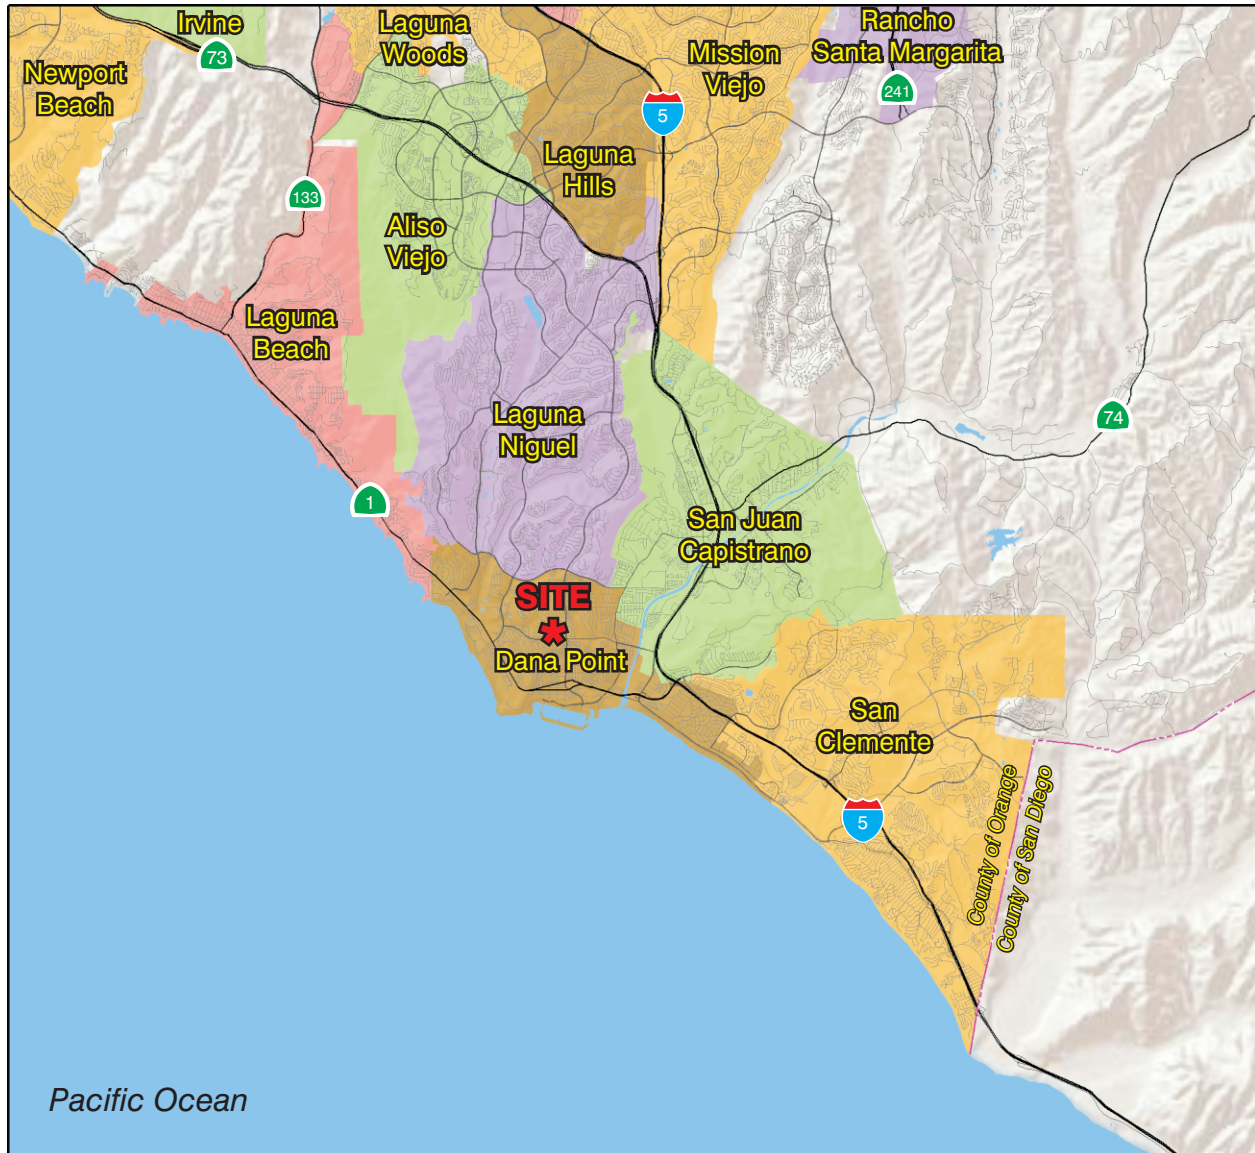 Irvine
73
Laguna
Woods
Rancho
Santa Margarita
241
Mission
Viejo
Newport
Beach
5
Laguna
Hills
133
Aliso
Viejo
Laguna
Beach
Laguna
Niguel
74
1
San Juan
Capistrano
SITE
*
Dana Point
San
Clemente
5
County of Orange
County of San Diego
Pacific Ocean